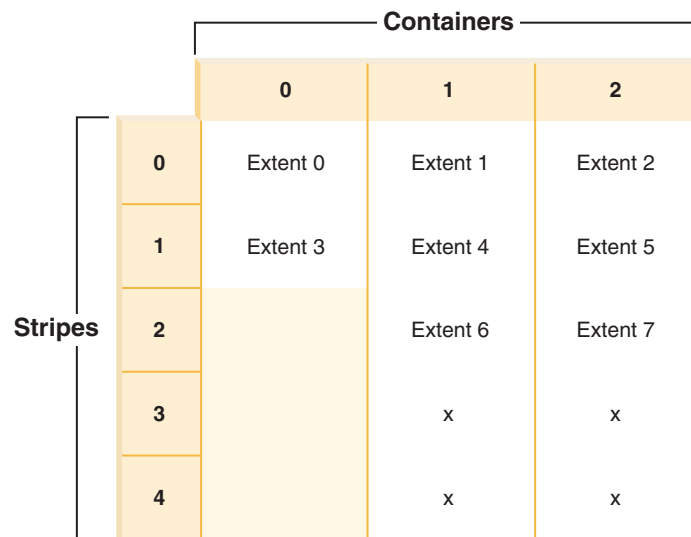 Containers
0 1 2
0 Extent 0 Extent 1 Extent 2
1 Extent 3 Extent 4 Extent 5
Stripes 2 Extent 6 Extent 7
3 x x
4 x x